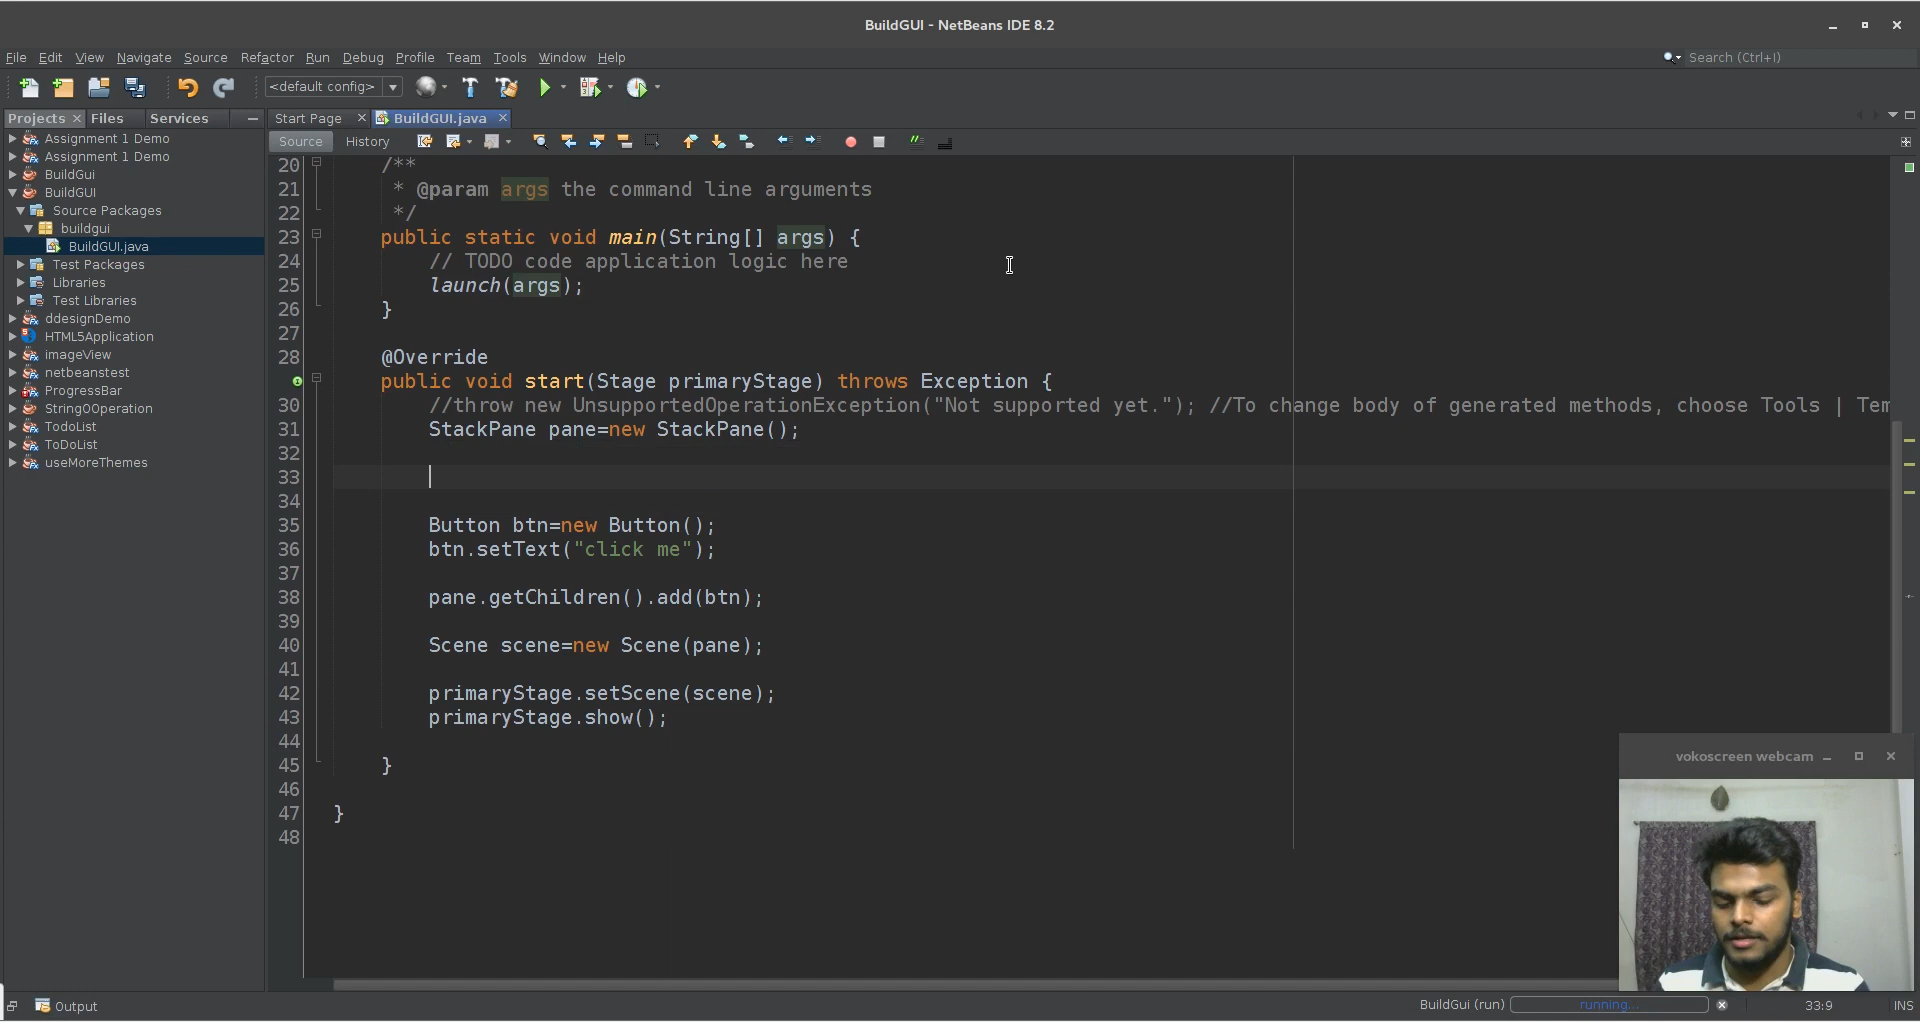 BuildGUI - NetBeans IDE 8.2
File Edit View Navigate Source Refactor Run Debug Profile Team Tools Window Help
Search (Ctrl+I)
<default config>
Projects Files Services
Start Page BuildGUI.java
Source History
Assignment 1 Demo
Assignment 1 Demo
BuildGui
BuildGUI
Source Packages
buildgui
BuildGUI.java
Test Packages
Libraries
Test Libraries
ddesignDemo
HTML5Application
imageView
netbeanstest
ProgressBar
StringOOperation
TodoList
ToDoList
useMoreThemes
20 /**
21 * @param args the command line arguments
22 */
23 public static void main(String[] args) {
24 // TODO code application logic here
25 launch(args);
26 }
27
28 @Override
public void start(Stage primaryStage) throws Exception {
30 //throw new UnsupportedOperationException("Not supported yet."); //To change body of generated methods, choose Tools | Tem
31 StackPane pane=new StackPane();
32
33
34
35 Button btn=new Button();
36 btn.setText("click me");
37
38 pane.getChildren().add(btn);
39
40 Scene scene=new Scene(pane);
41
42 primaryStage.setScene(scene);
43 primaryStage.show();
44
45 }
46
47 }
48
vokoscreen webcam
Output
BuildGui (run) running... 33:9 INS